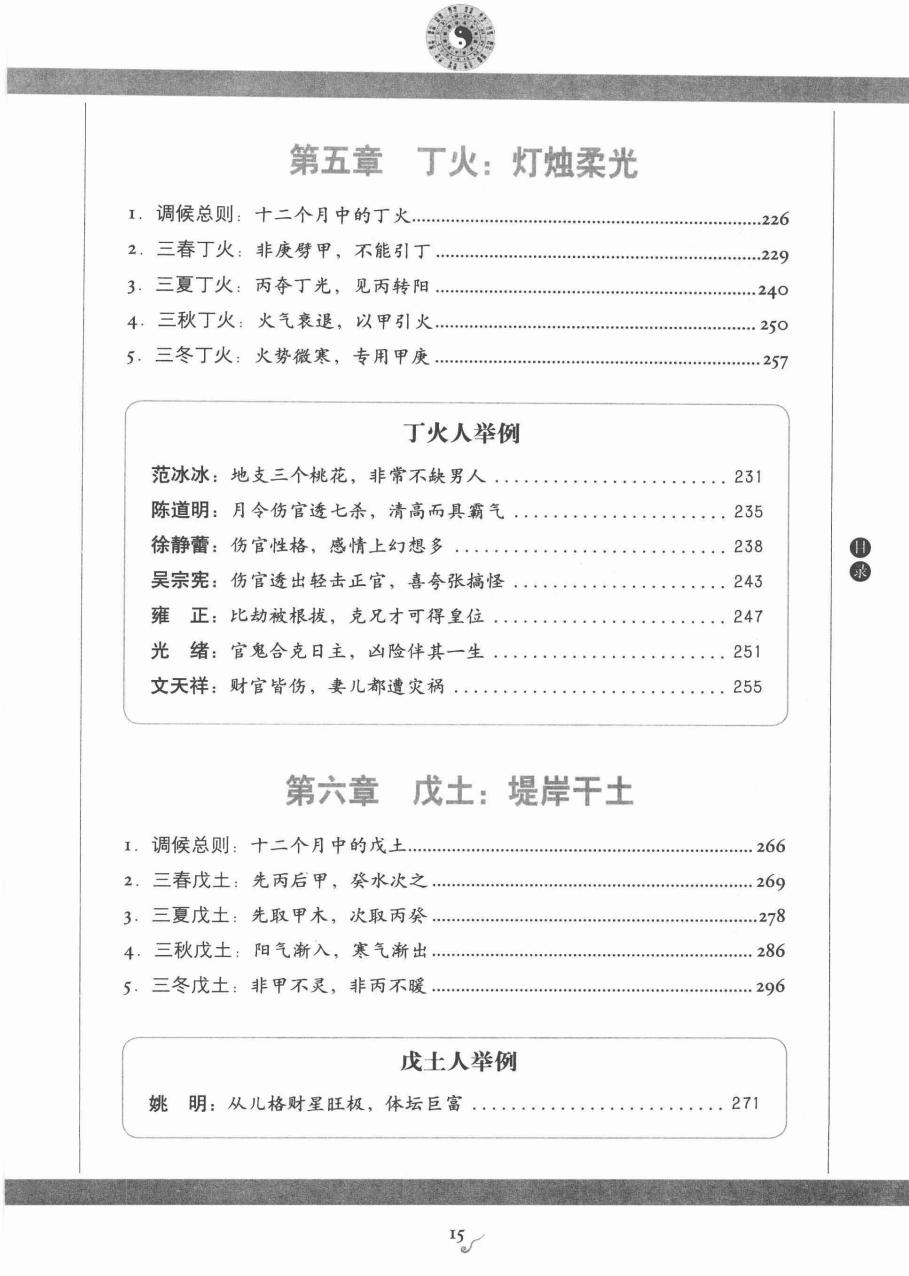 第五章 丁火：灯烛柔光
1. 调候总则：十二个月中的丁火……226
2. 三春丁火：非庚劈甲，不能引丁……229
3. 三夏丁火：丙夺丁光，见丙转阳……240
4. 三秋丁火：火气衰退，以甲引火……250
5. 三冬丁火：火势微寒，专用甲庚……257
丁火人举例
范冰冰：地支三个桃花，非常不缺男人……231
陈道明：月令伤官透七杀，清高而具霸气……235
徐静蕾：伤官性格，感情上幻想多……238
吴宗宪：伤官透出轻击正官，喜夸张搞怪……243
雍 正：比劫被根拔，克兄才可得皇位……247
光 绪：官鬼合克日主，凶险伴其一生……251
文天祥：财官皆伤，妻儿都遭灾祸……255
目录
第六章 戊土：堤岸干土
1. 调候总则：十二个月中的戊土……266
2. 三春戊土：先丙后甲，癸水次之……269
3. 三夏戊土：先取甲木，次取丙癸……278
4. 三秋戊土：阳气渐入，寒气渐出……286
5. 三冬戊土：非甲不灵，非丙不暖……296
戊土人举例
姚 明：从儿格财星旺极，体坛巨富……271
15